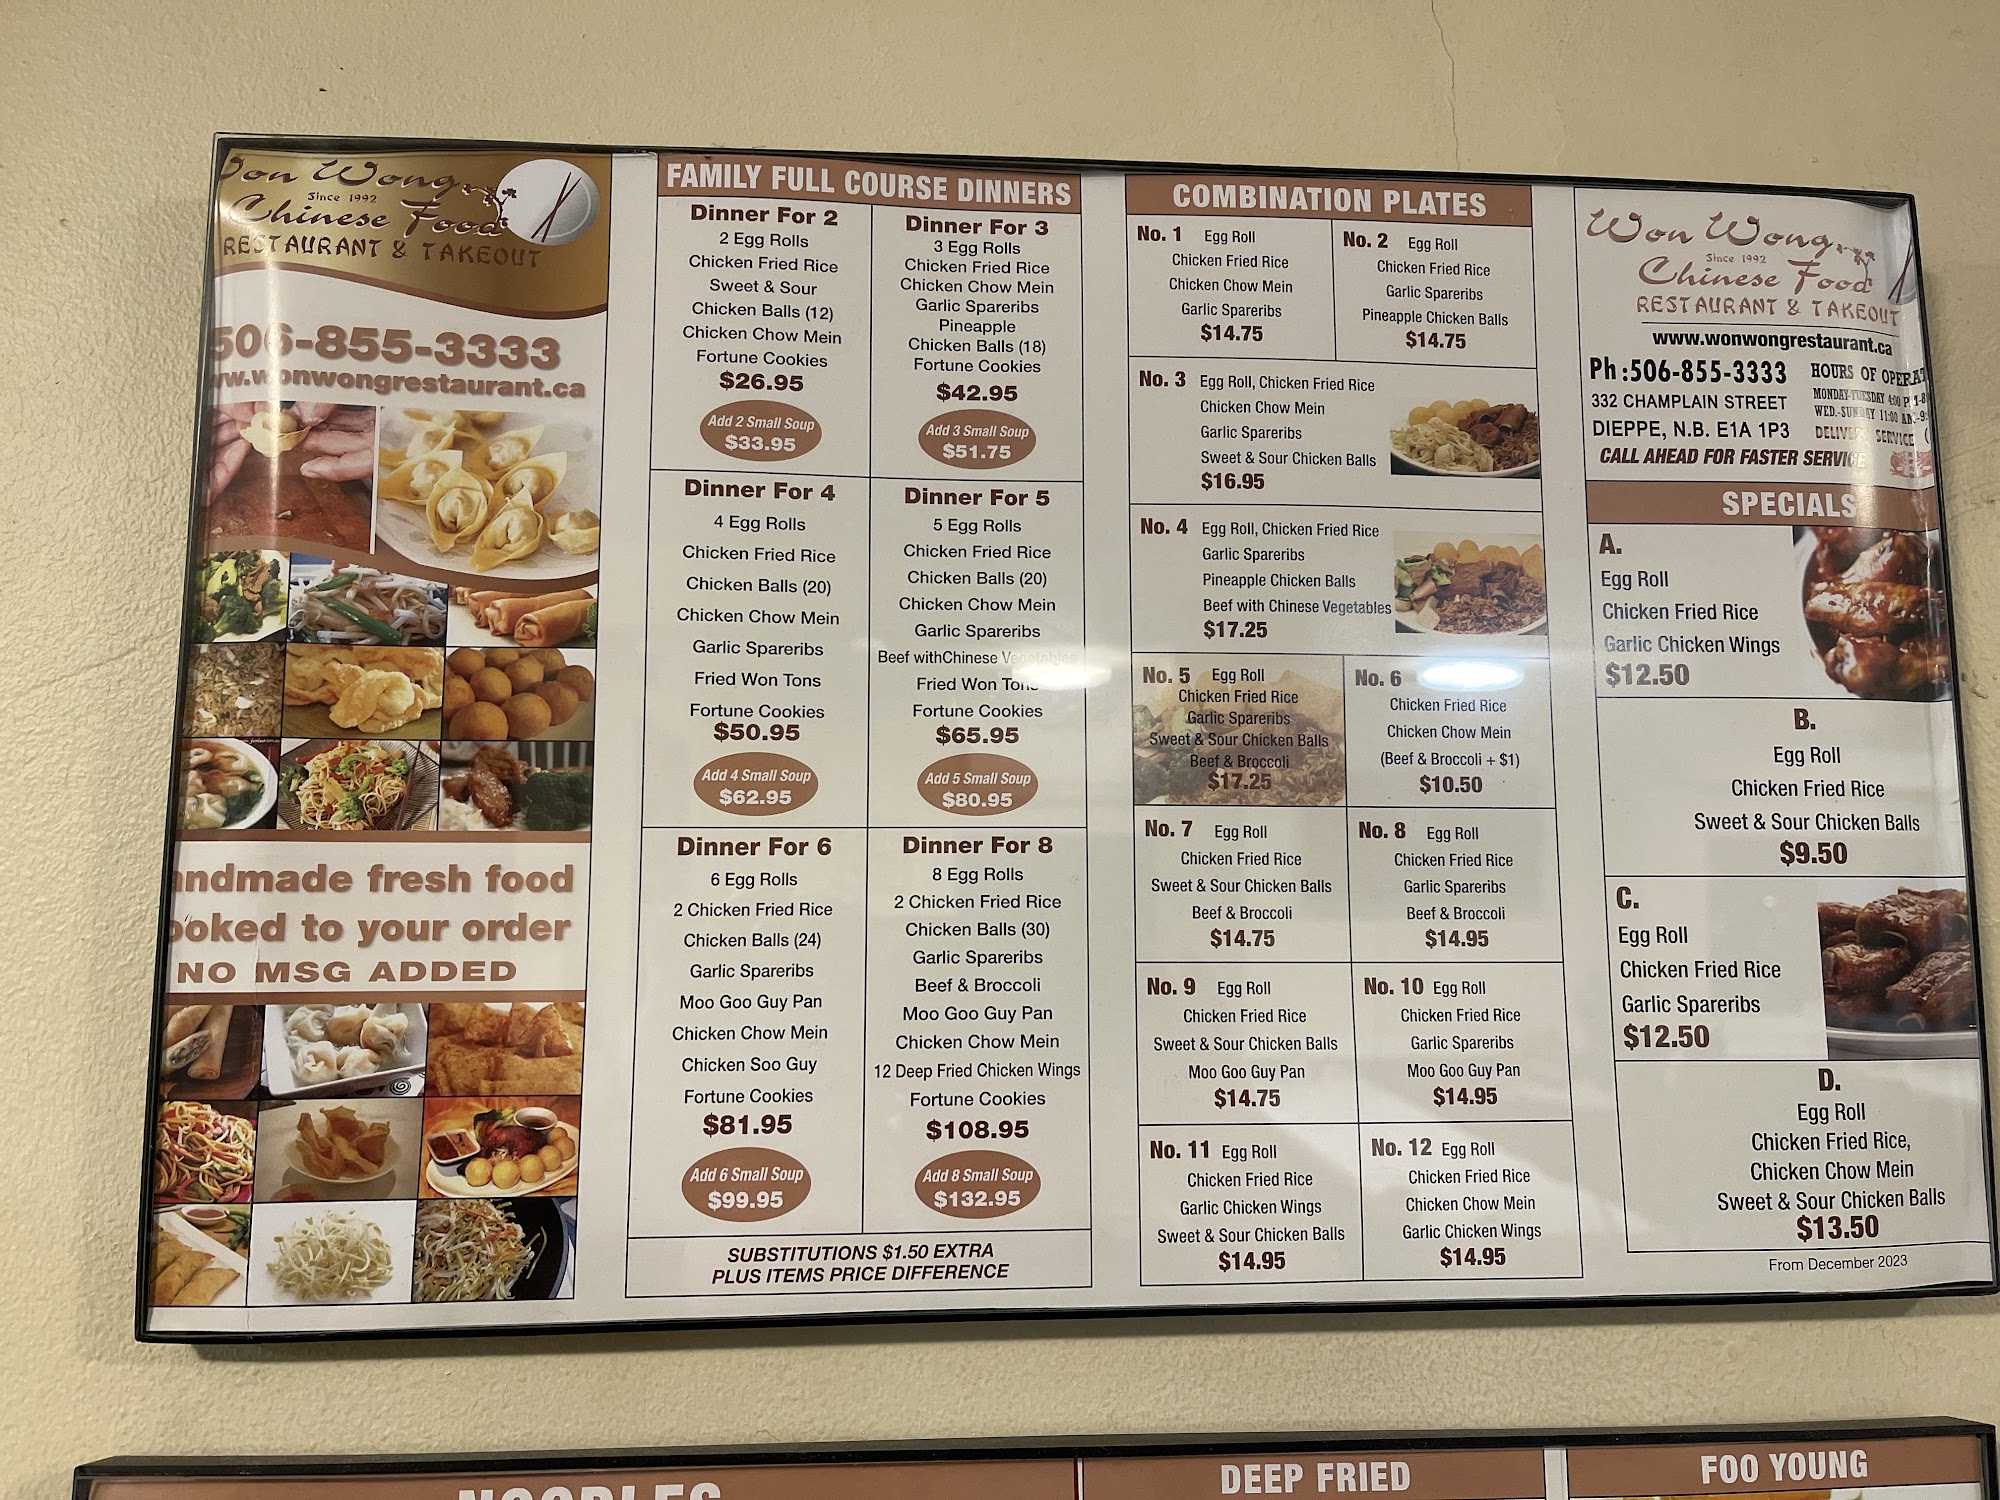 Won Wong
Since 1992
Chinese Food
RESTAURANT & TAKEOUT
506-855-3333
wonwongrestaurant.ca
ooked to your order
fresh food
NO MSG ADDED
FAMILY FULL COURSE DINNERS
Dinner For 2
2 Egg Rolls
Chicken Fried Rice
Sweet & Sour
Chicken Balls (12)
Chicken Chow Mein
Fortune Cookies
$26.95
Add 2 Small Soup
$33.95
Dinner For 3
3 Egg Rolls
Chicken Fried Rice
Chicken Chow Mein
Garlic Spareribs
Pineapple
Chicken Balls (18)
Fortune Cookies
$42.95
Add 3 Small Soup
$51.75
Dinner For 4
4 Egg Rolls
Chicken Fried Rice
Chicken Balls (20)
Chicken Chow Mein
Garlic Spareribs
Fried Won Tons
Fortune Cookies
$50.95
Add 4 Small Soup
$62.95
Dinner For 5
5 Egg Rolls
Chicken Fried Rice
Chicken Balls (20)
Chicken Chow Mein
Garlic Spareribs
Beef withChinese Vegetables
Fried Won Tons
Fortune Cookies
$65.95
Add 5 Small Soup
$80.95
Dinner For 6
6 Egg Rolls
2 Chicken Fried Rice
Chicken Balls (24)
Garlic Spareribs
Moo Goo Guy Pan
Chicken Chow Mein
Chicken Soo Guy
Fortune Cookies
$81.95
Add 6 Small Soup
$99.95
Dinner For 8
8 Egg Rolls
2 Chicken Fried Rice
Chicken Balls (30)
Garlic Spareribs
Beef & Broccoli
Moo Goo Guy Pan
Chicken Chow Mein
12 Deep Fried Chicken Wings
Fortune Cookies
$108.95
Add 8 Small Soup
$132.95
SUBSTITUTIONS $1.50 EXTRA
PLUS ITEMS PRICE DIFFERENCE
COMBINATION PLATES
No. 1 Egg Roll
Chicken Fried Rice
Chicken Chow Mein
Garlic Spareribs
$14.75
No. 2 Egg Roll
Chicken Fried Rice
Garlic Spareribs
Pineapple Chicken Balls
$14.75
No. 3 Egg Roll, Chicken Fried Rice
Chicken Chow Mein
Garlic Spareribs
Sweet & Sour Chicken Balls
$16.95
No. 4 Egg Roll, Chicken Fried Rice
Garlic Spareribs
Pineapple Chicken Balls
Beef with Chinese Vegetables
$17.25
No. 5 Egg Roll
Chicken Fried Rice
Garlic Spareribs
Sweet & Sour Chicken Balls
Beef & Broccoli
$17.25
No. 6
Chicken Fried Rice
Chicken Chow Mein
(Beef & Broccoli + $1)
$10.50
No. 7 Egg Roll
Chicken Fried Rice
Sweet & Sour Chicken Balls
Beef & Broccoli
$14.75
No. 8 Egg Roll
Chicken Fried Rice
Garlic Spareribs
Beef & Broccoli
$14.95
No. 9 Egg Roll
Chicken Fried Rice
Sweet & Sour Chicken Balls
Moo Goo Guy Pan
$14.75
No. 10 Egg Roll
Chicken Fried Rice
Garlic Spareribs
Moo Goo Guy Pan
$14.95
No. 11 Egg Roll
Chicken Fried Rice
Garlic Chicken Wings
Sweet & Sour Chicken Balls
$14.95
No. 12 Egg Roll
Chicken Fried Rice
Chicken Chow Mein
Garlic Chicken Wings
$14.95
Won Wong
Since 1992
Chinese Food
RESTAURANT & TAKEOUT
www.wonwongrestaurant.ca
Ph :506-855-3333
332 CHAMPLAIN STREET
DIEPPE, N.B. E1A 1P3
HOURS OF OPERAT
MONDAY-TUESDAY 4:00
WED.-SUNDAY 11:00
DELIVERY SERVICE
CALL AHEAD FOR FASTER SERVICE
SPECIALS
A.
Egg Roll
Chicken Fried Rice
Garlic Chicken Wings
$12.50
B.
Egg Roll
Chicken Fried Rice
Sweet & Sour Chicken Balls
$9.50
C.
Egg Roll
Chicken Fried Rice
Garlic Spareribs
$12.50
D.
Egg Roll
Chicken Fried Rice,
Chicken Chow Mein
Sweet & Sour Chicken Balls
$13.50
From December 2023
NOODLES
DEEP FRIED
FOO YOUNG